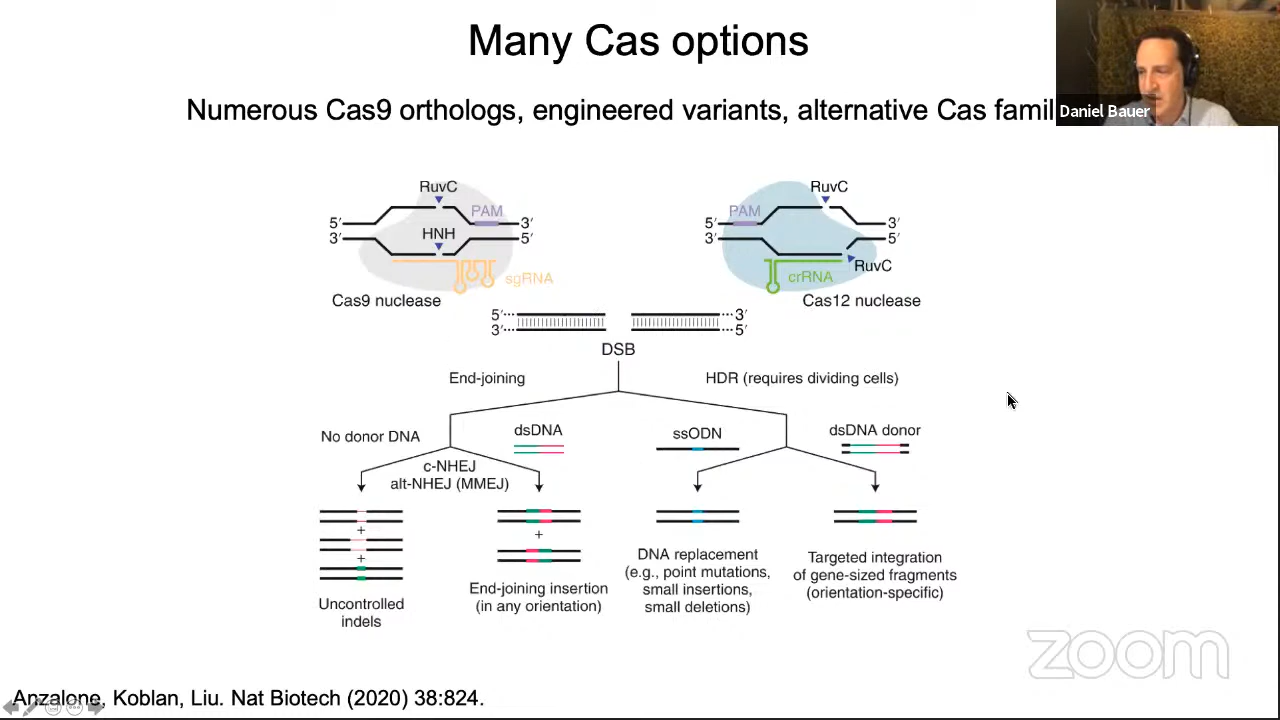 Many Cas options
Numerous Cas9 orthologs, engineered variants, alternative Cas famil
Daniel Bauer
RuvC
PAM
5′
3′
3′
5′
HNH
sgRNA
Cas9 nuclease
RuvC
PAM
5′
3′
3′
5′
RuvC
crRNA
Cas12 nuclease
5′
3′
3′
5′
DSB
End-joining
HDR (requires dividing cells)
No donor DNA
dsDNA
ssODN
dsDNA donor
c-NHEJ
alt-NHEJ (MMEJ)
+
+
Uncontrolled
indels
+
End-joining insertion
(in any orientation)
DNA replacement
(e.g., point mutations,
small insertions,
small deletions)
Targeted integration
of gene-sized fragments
(orientation-specific)
zoom
Anzalone, Koblan, Liu. Nat Biotech (2020) 38:824.